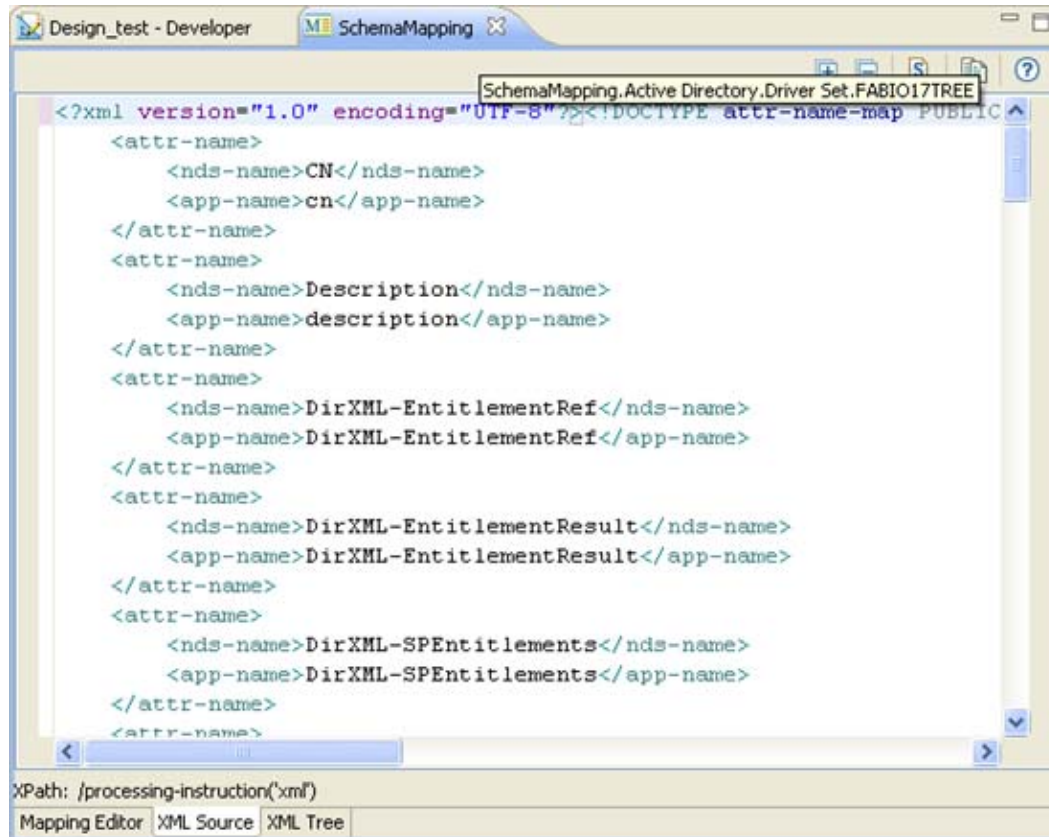 Design_test - Developer
SchemaMapping
SchemaMapping.Active Directory.Driver Set.FABIO17TREE
<?xml version="1.0" encoding="UTF-8"?><!DOCTYPE attr-name-map PUBLIC
<attr-name>
<nds-name>CN</nds-name>
<app-name>cn</app-name>
</attr-name>
<attr-name>
<nds-name>Description</nds-name>
<app-name>description</app-name>
</attr-name>
<attr-name>
<nds-name>DirXML-EntitlementRef</nds-name>
<app-name>DirXML-EntitlementRef</app-name>
</attr-name>
<attr-name>
<nds-name>DirXML-EntitlementResult</nds-name>
<app-name>DirXML-EntitlementResult</app-name>
</attr-name>
<attr-name>
<nds-name>DirXML-SPEntitlements</nds-name>
<app-name>DirXML-SPEntitlements</app-name>
</attr-name>
<attr-name>
XPath: /processing-instruction('xml')
Mapping Editor XML Source XML Tree